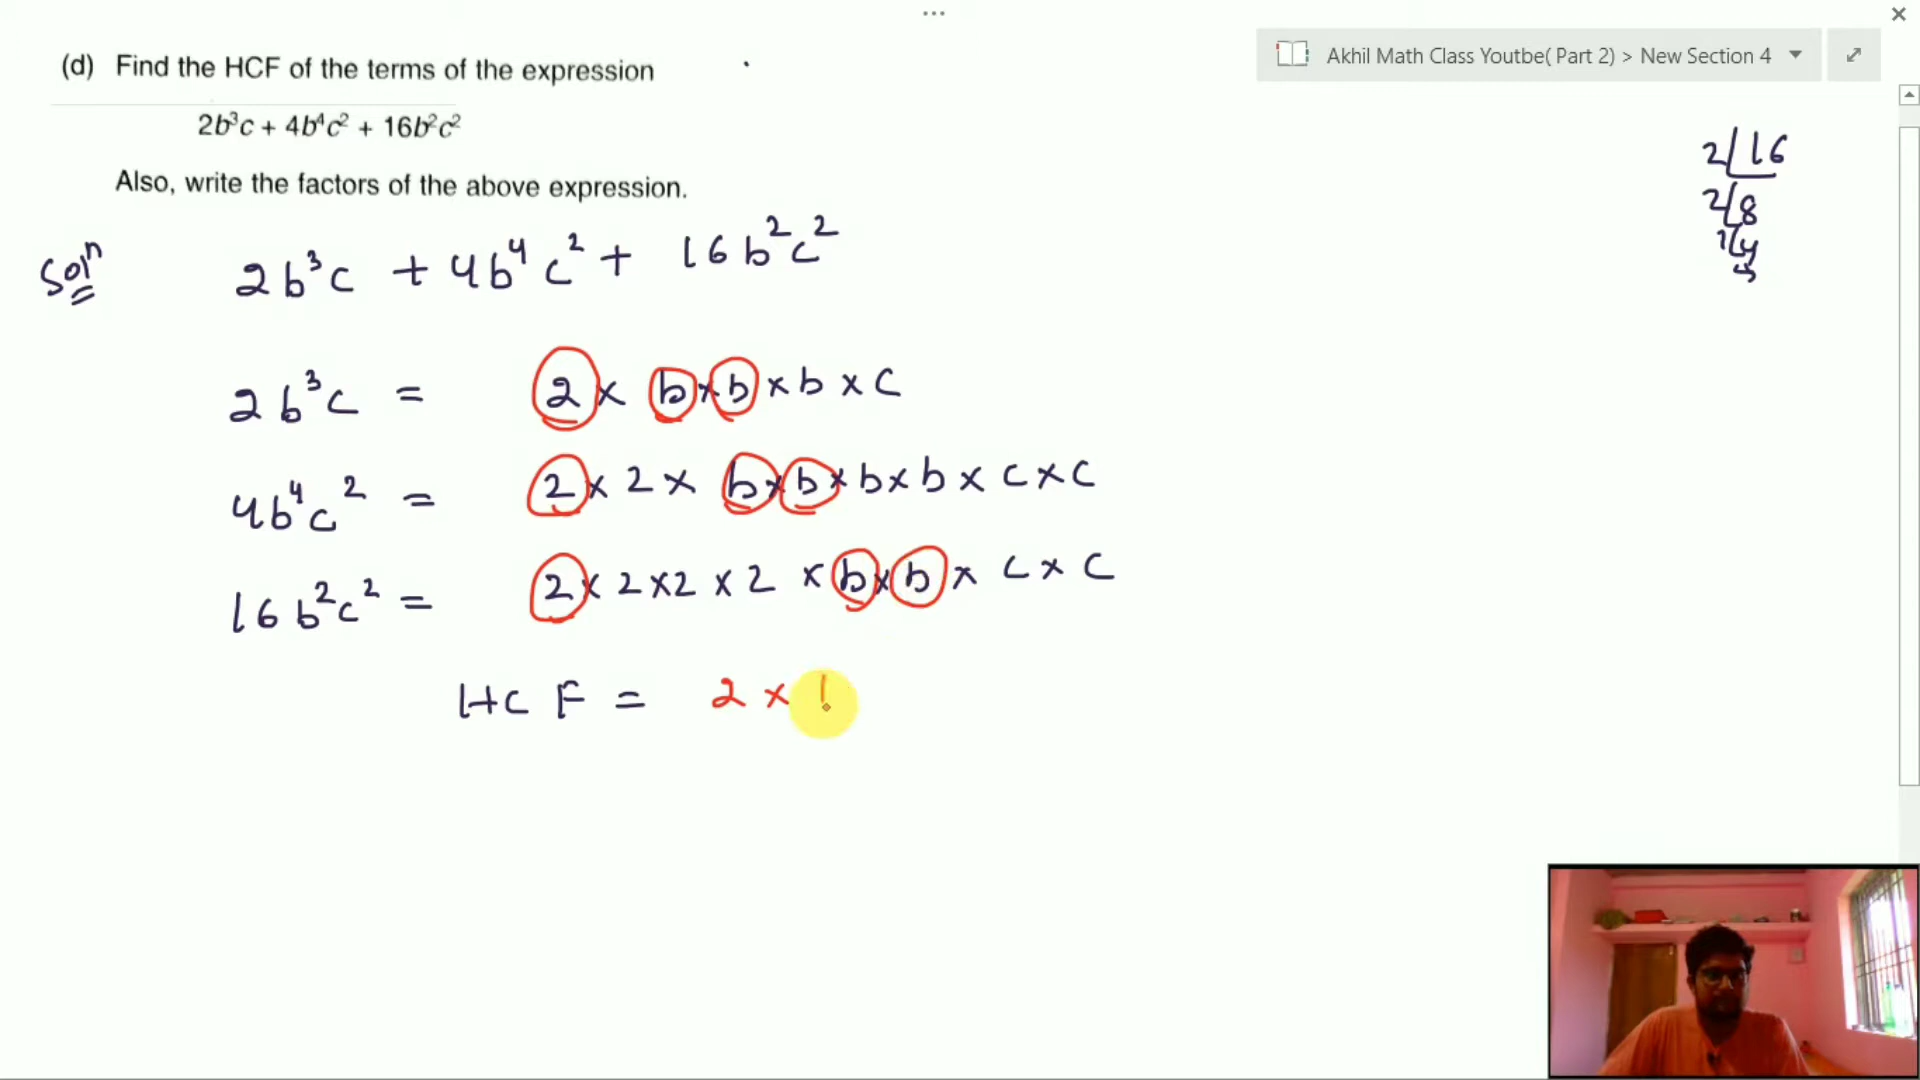 Akhil Math Class Youtbe( Part 2) > New Section 4
(d) Find the HCF of the terms of the expression
2b³c + 4b⁴c² + 16b²c²
Also, write the factors of the above expression.
Solⁿ 2b³c + 4b⁴c² + 16b²c²
2b³c = 2 × b × b × b × c
4b⁴c² = 2 × 2 × b × b × b × b × c × c
16b²c² = 2 × 2 × 2 × 2 × b × b × c × c
HCF = 2 ×
2 16
2 8
2 4